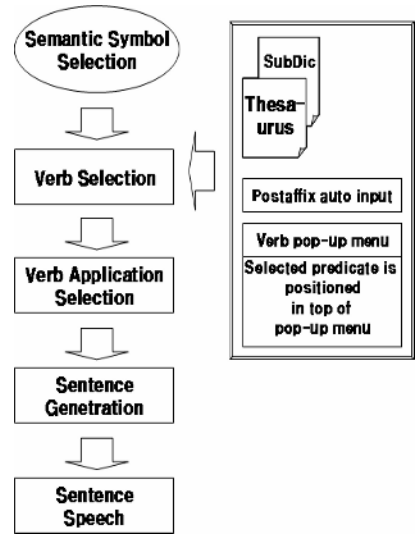 Semantic Symbol
Selection
Verb Selection
Verb Application
Selection
Sentence
Genetration
Sentence
Speech
SubDic
Thesa-
urus
Postaffix auto input
Verb pop-up menu
Selected predicate is
positioned
in top of
pop-up menu